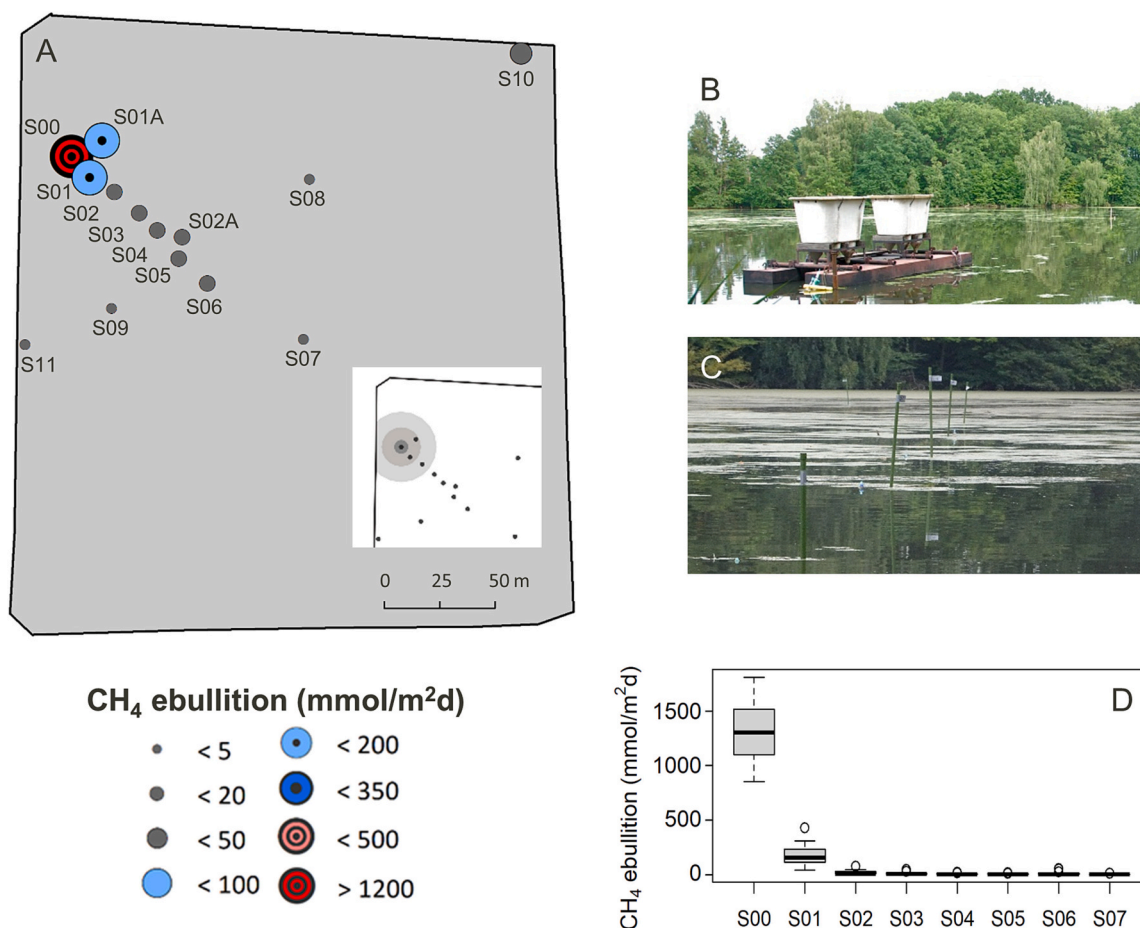 A
S10
S01A
S00
S01
S02
S03
S02A
S04
S05
S06
S08
S09
S11
S07
0 25 50 m
B
C
CH4 ebullition (mmol/m²d)
< 5
< 20
< 50
< 100
< 200
< 350
< 500
> 1200
D
CH4 ebullition (mmol/m²d)
1500
1000
500
0
S00 S01 S02 S03 S04 S05 S06 S07